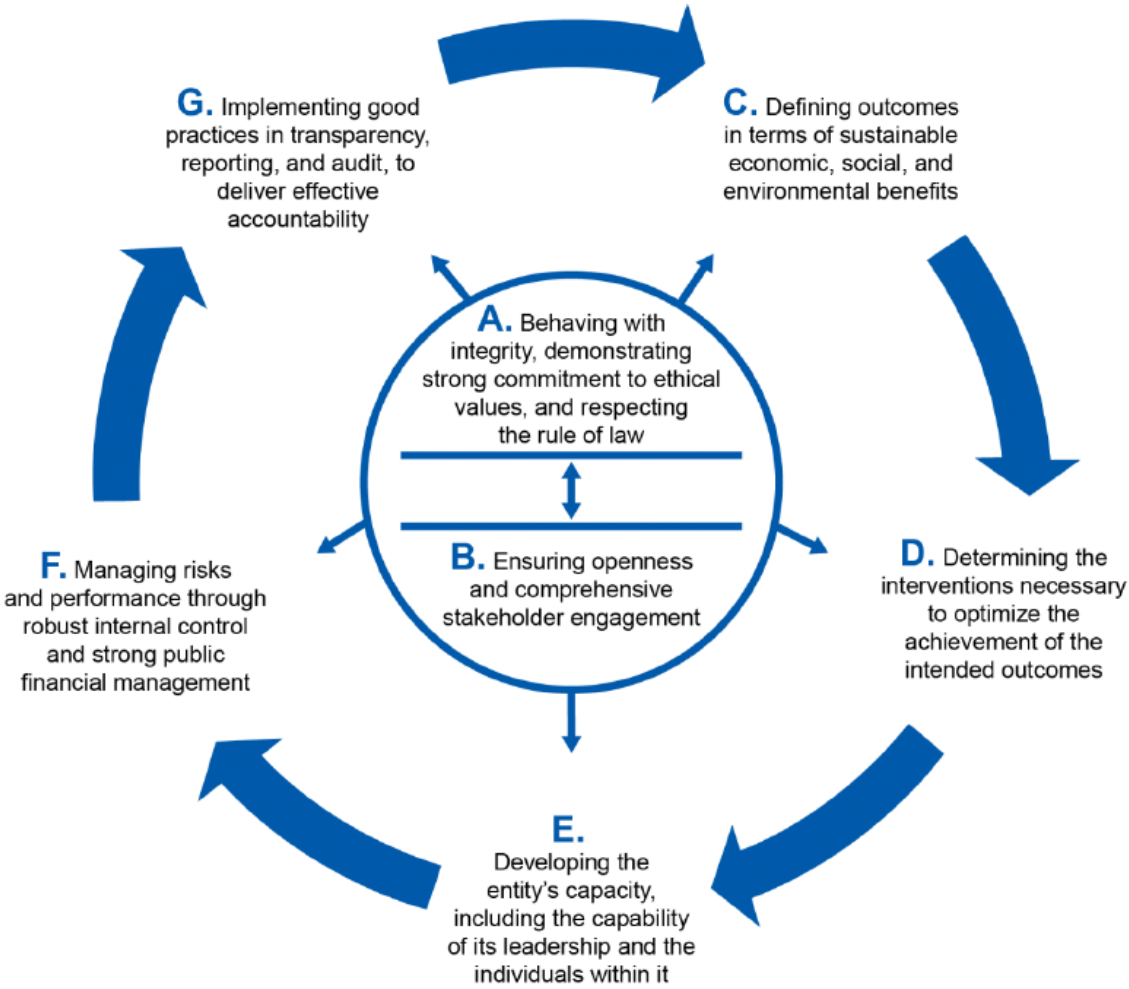 G. Implementing good
practices in transparency,
reporting, and audit, to
deliver effective
accountability
C. Defining outcomes
in terms of sustainable
economic, social, and
environmental benefits
A. Behaving with
integrity, demonstrating
strong commitment to ethical
values, and respecting
the rule of law
B. Ensuring openness
and comprehensive
stakeholder engagement
F. Managing risks
and performance through
robust internal control
and strong public
financial management
D. Determining the
interventions necessary
to optimize the
achievement of the
intended outcomes
E.
Developing the
entity’s capacity,
including the capability
of its leadership and the
individuals within it